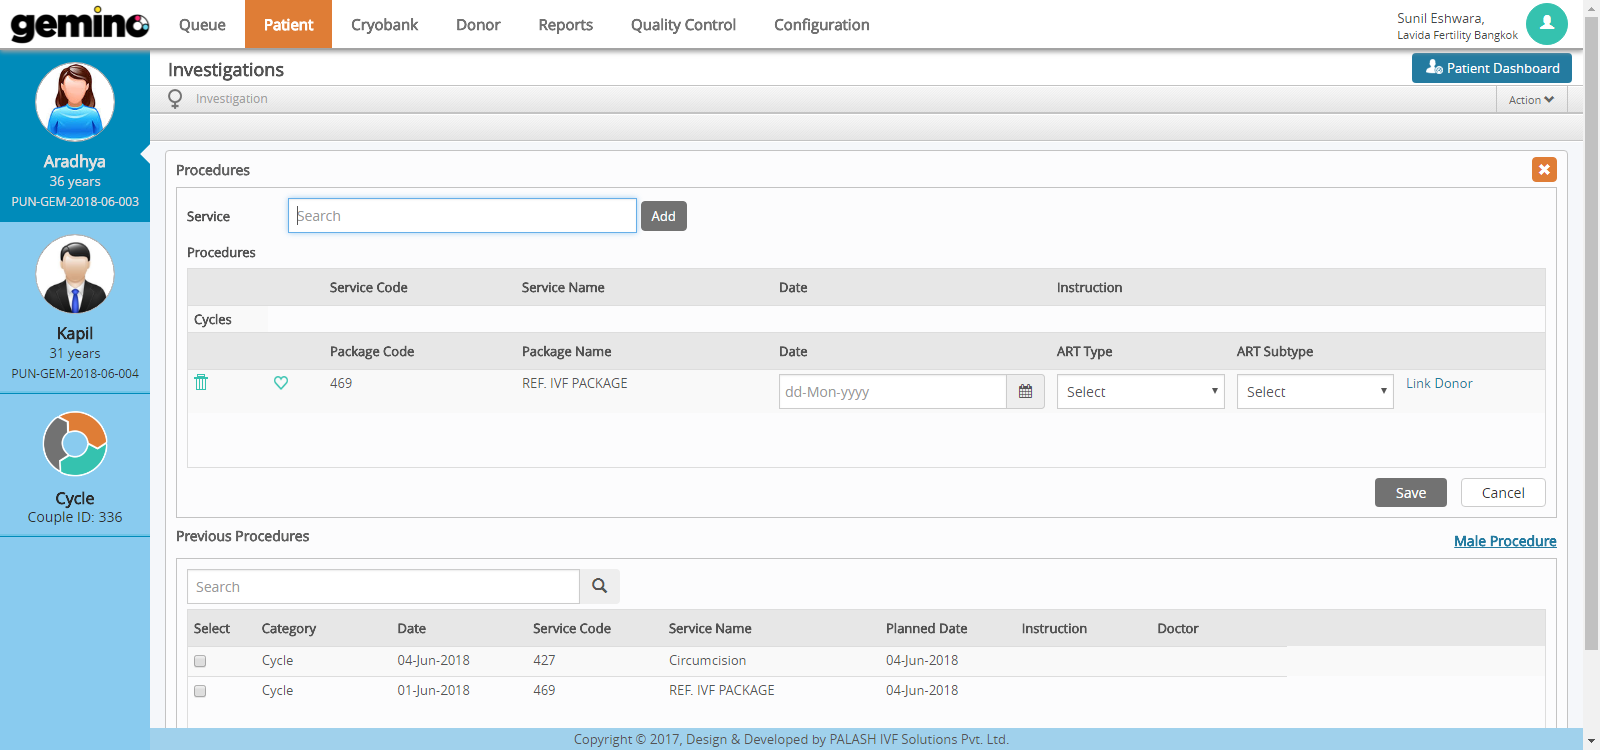 gemino Queue Patient Cryobank Donor Reports Quality Control Configuration Sunil Eshwara,
Lavida Fertility Bangkok
Investigations Patient Dashboard
Investigation Action
Aradhya
36 years
PUN-GEM-2018-06-003
Kapil
31 years
PUN-GEM-2018-06-004
Cycle
Couple ID: 336
Procedures
Service Search Add
Procedures
Service Code Service Name Date Instruction
Cycles
Package Code Package Name Date ART Type ART Subtype
469 REF. IVF PACKAGE dd-Mon-yyyy Select Select Link Donor
Save Cancel
Previous Procedures Male Procedure
Search
Select Category Date Service Code Service Name Planned Date Instruction Doctor
Cycle 04-Jun-2018 427 Circumcision 04-Jun-2018
Cycle 01-Jun-2018 469 REF. IVF PACKAGE 04-Jun-2018
Copyright © 2017, Design & Developed by PALASH IVF Solutions Pvt. Ltd.